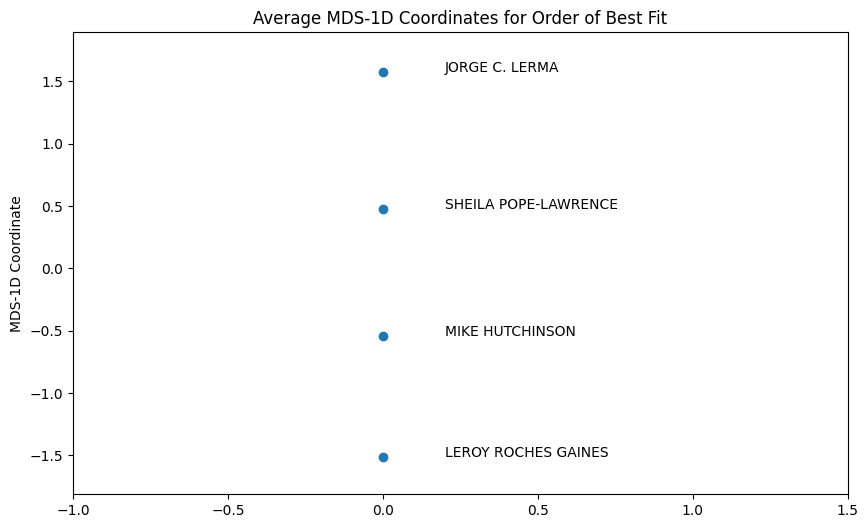 Average MDS-1D Coordinates for Order of Best Fit
1.5
JORGE C. LERMA
1.0
0.5
SHEILA POPE-LAWRENCE
0.0
MDS-1D Coordinate
−0.5
MIKE HUTCHINSON
−1.0
−1.5
LEROY ROCHES GAINES
−1.0 −0.5 0.0 0.5 1.0 1.5